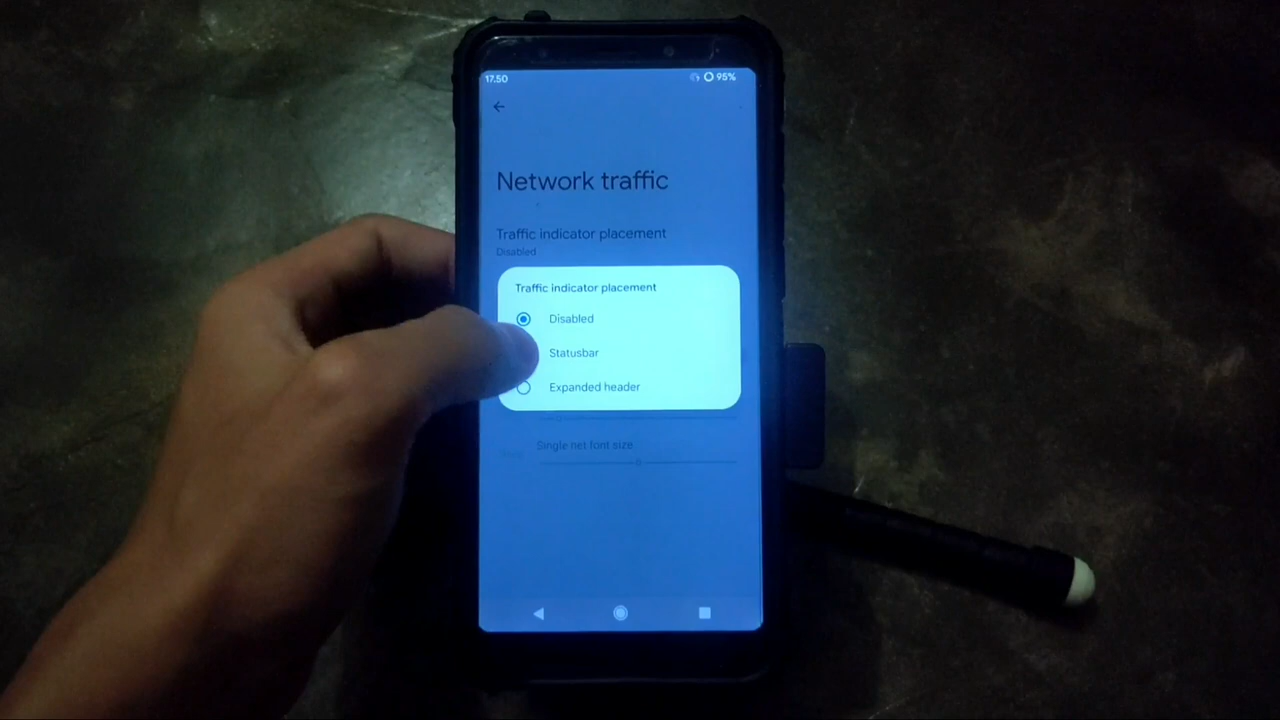 17.50
95%
Network traffic
Traffic indicator placement
Disabled
Traffic indicator placement
Disabled
Statusbar
Expanded header
Single net font size